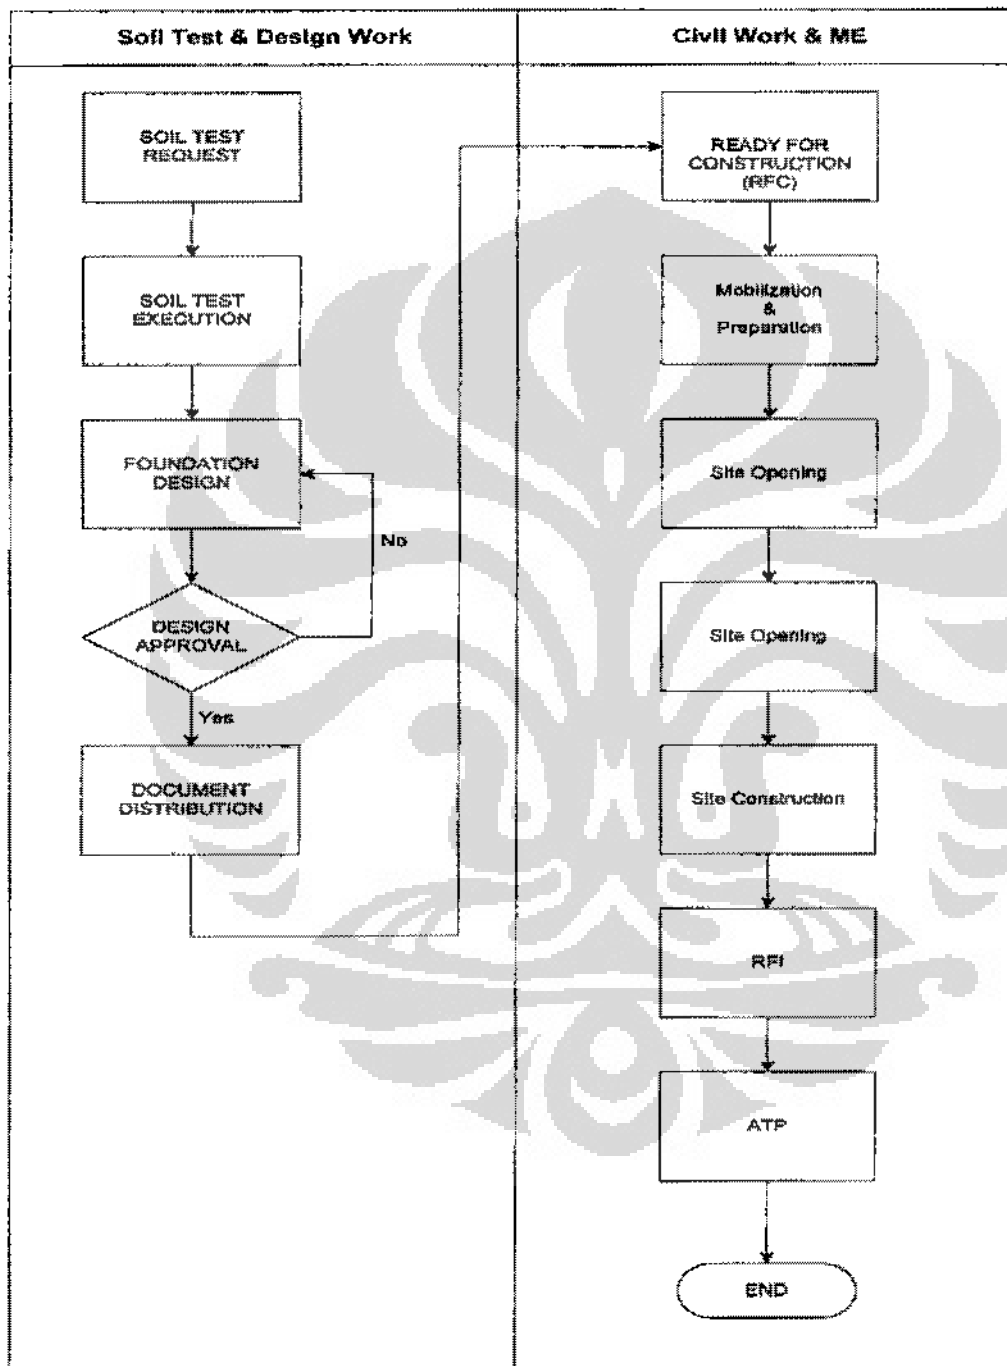 Soil Test & Design Work
Civil Work & ME
SOIL TEST
REQUEST
SOIL TEST
EXECUTION
FOUNDATION
DESIGN
No
DESIGN
APPROVAL
Yes
DOCUMENT
DISTRIBUTION
READY FOR
CONSTRUCTION
(RFC)
Mobilization
&
Preparation
Site Opening
Site Opening
Site Construction
RFI
ATP
END